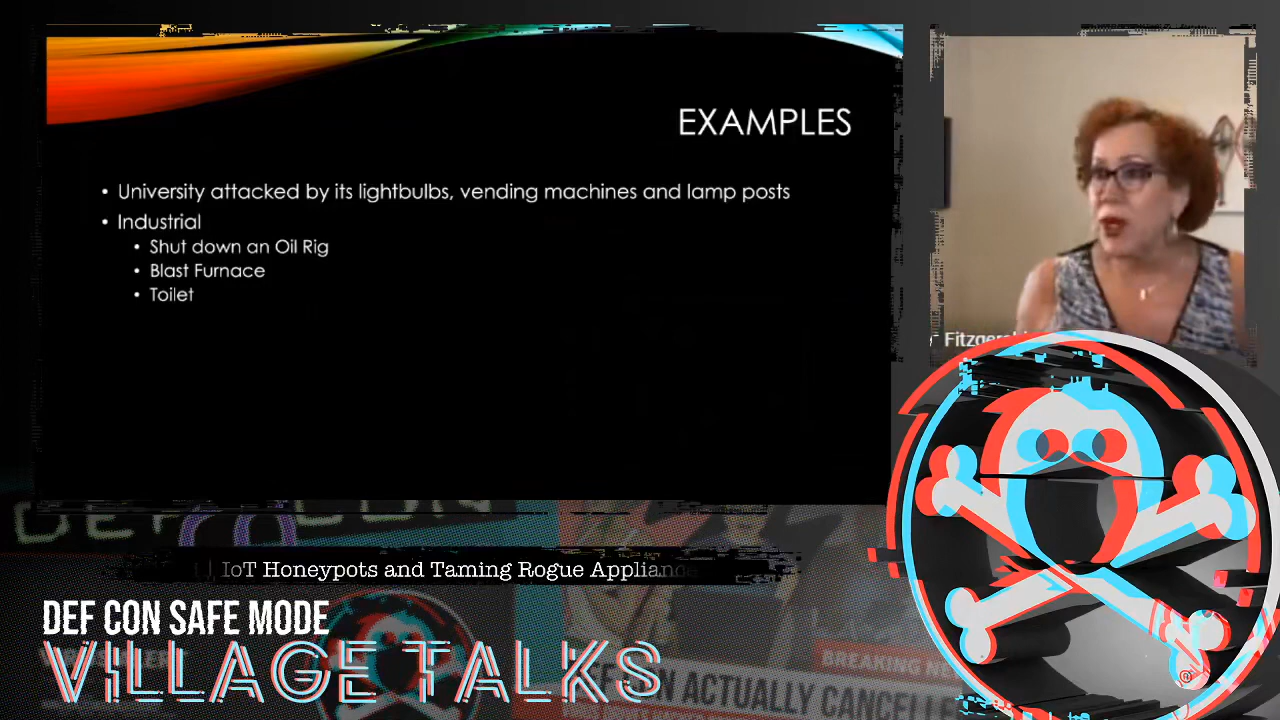 EXAMPLES
• University attacked by its lightbulbs, vending machines and lamp posts
• Industrial
• Shut down an Oil Rig
• Blast Furnace
• Toilet
IoT Honeypots and Taming Rogue Applianc
DEF CON SAFE MODE
VILLAGE TALKS
BREAKING
ACTUALLY